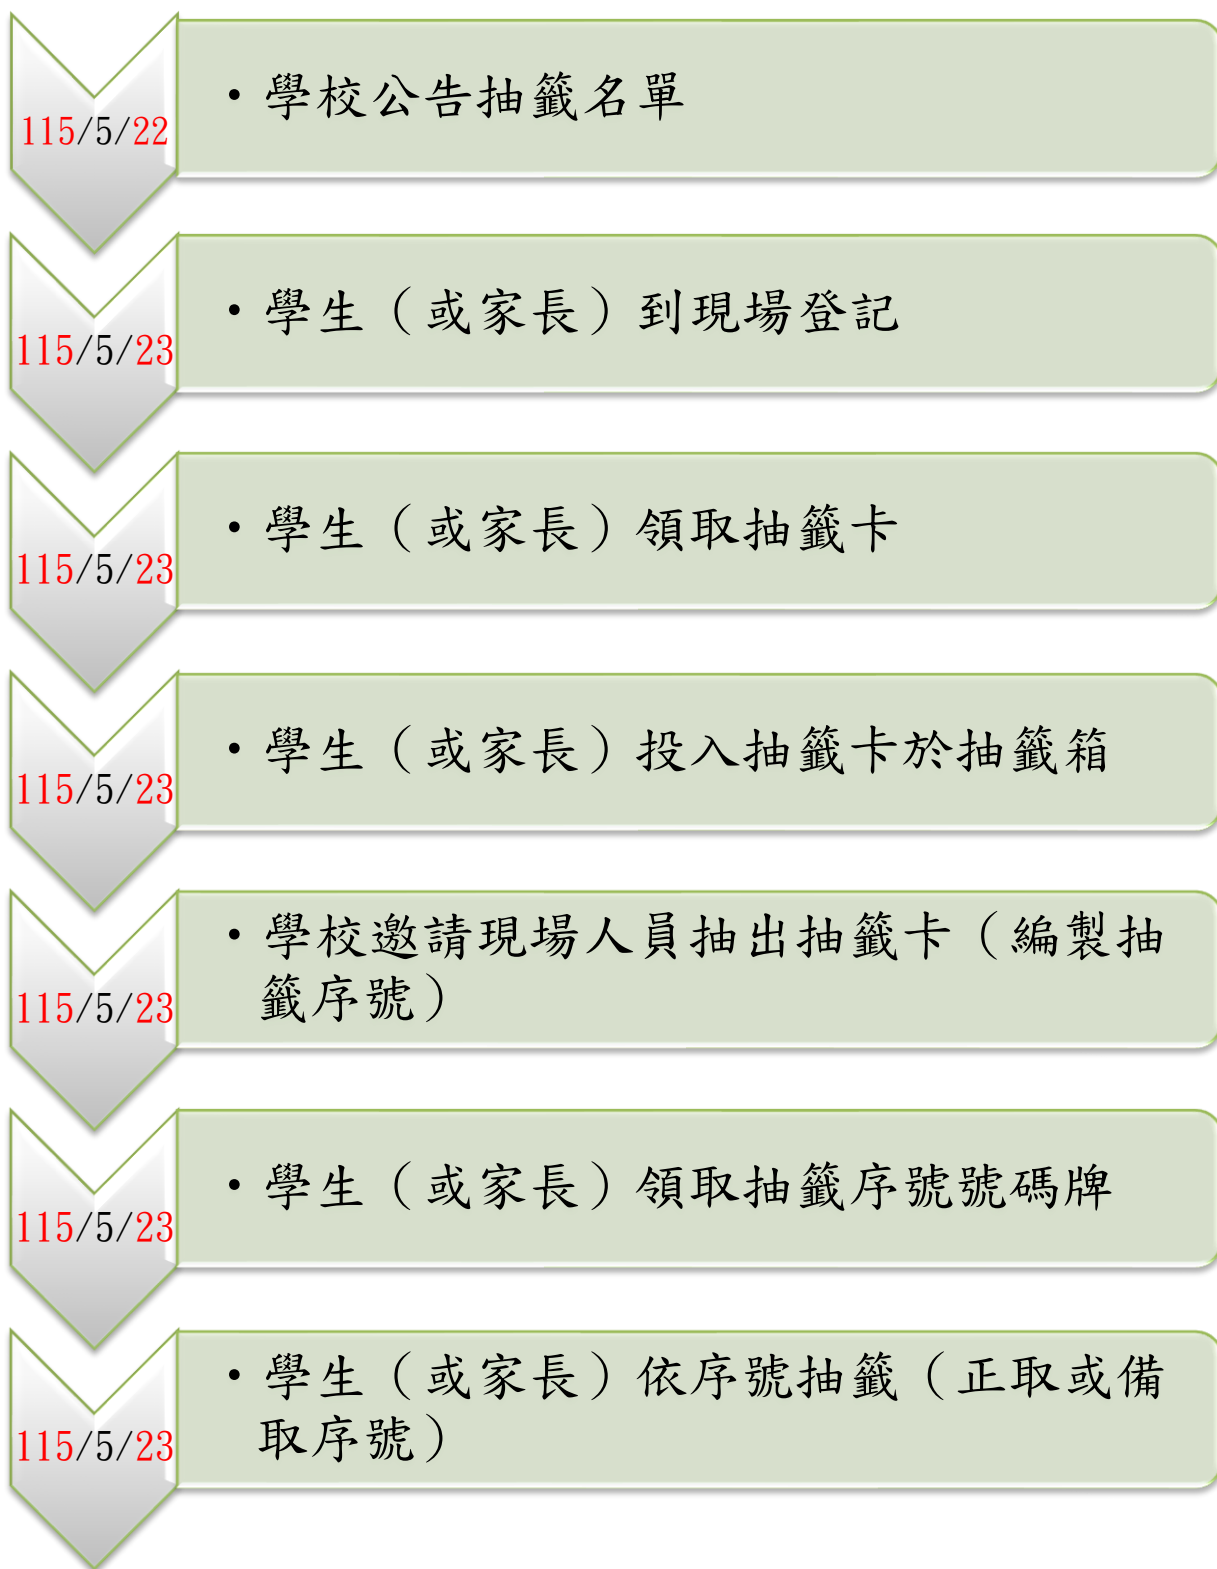 115/5/22
• 學校公告抽籤名單
115/5/23
• 學生（或家長）到現場登記
115/5/23
• 學生（或家長）領取抽籤卡
115/5/23
• 學生（或家長）投入抽籤卡於抽籤箱
115/5/23
• 學校邀請現場人員抽出抽籤卡（編製抽
籤序號）
115/5/23
• 學生（或家長）領取抽籤序號號碼牌
115/5/23
• 學生（或家長）依序號抽籤（正取或備
取序號）